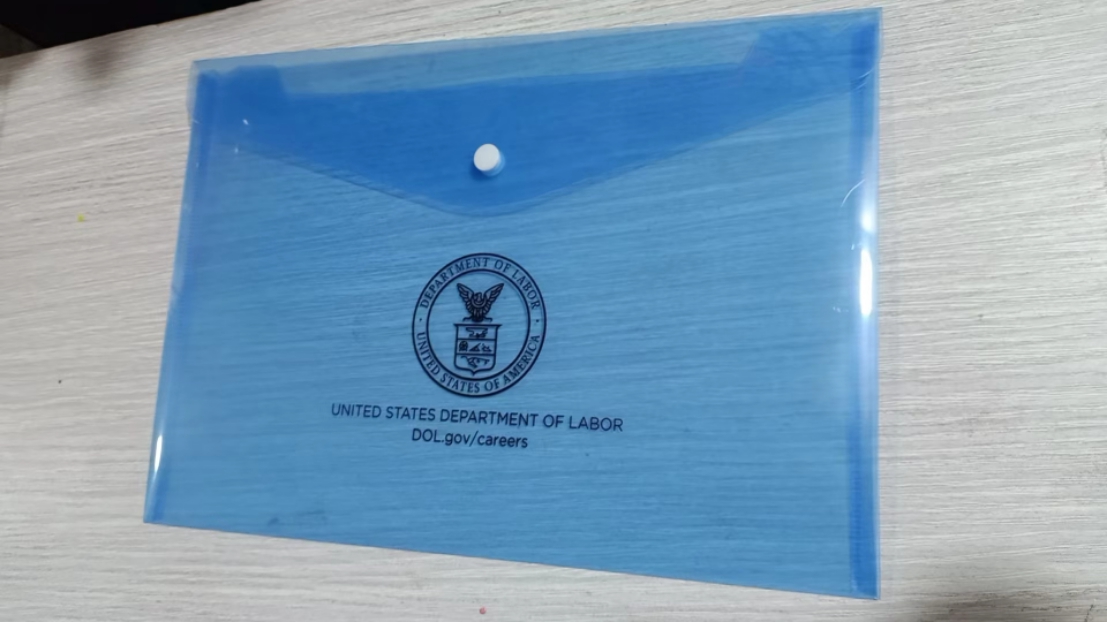 DEPARTMENT OF LABOR
UNITED STATES OF AMERICA
UNITED STATES DEPARTMENT OF LABOR
DOL.gov/careers